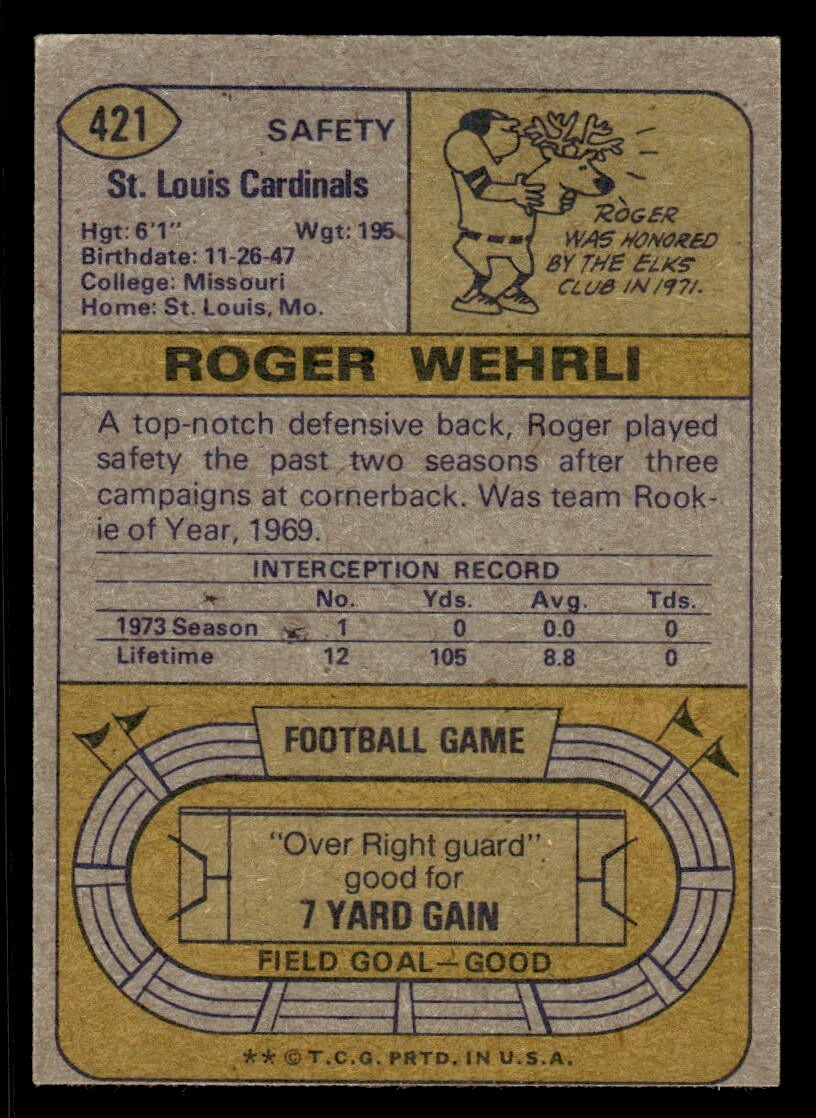 421
SAFETY
St. Louis Cardinals
Hgt: 6'1" Wgt: 195
Birthdate: 11-26-47
College: Missouri
Home: St. Louis, Mo.
ROGER
WAS HONORED
BY THE ELKS
CLUB IN 1971.
ROGER WEHRLI
A top-notch defensive back, Roger played
safety the past two seasons after three
campaigns at cornerback. Was team Rook-
ie of Year, 1969.
INTERCEPTION RECORD
No. Yds. Avg. Tds.
1973 Season 1 0 0.0 0
Lifetime 12 105 8.8 0
FOOTBALL GAME
"Over Right guard"
good for
7 YARD GAIN
FIELD GOAL—GOOD
** © T.C.G. PRTD. IN U.S.A.